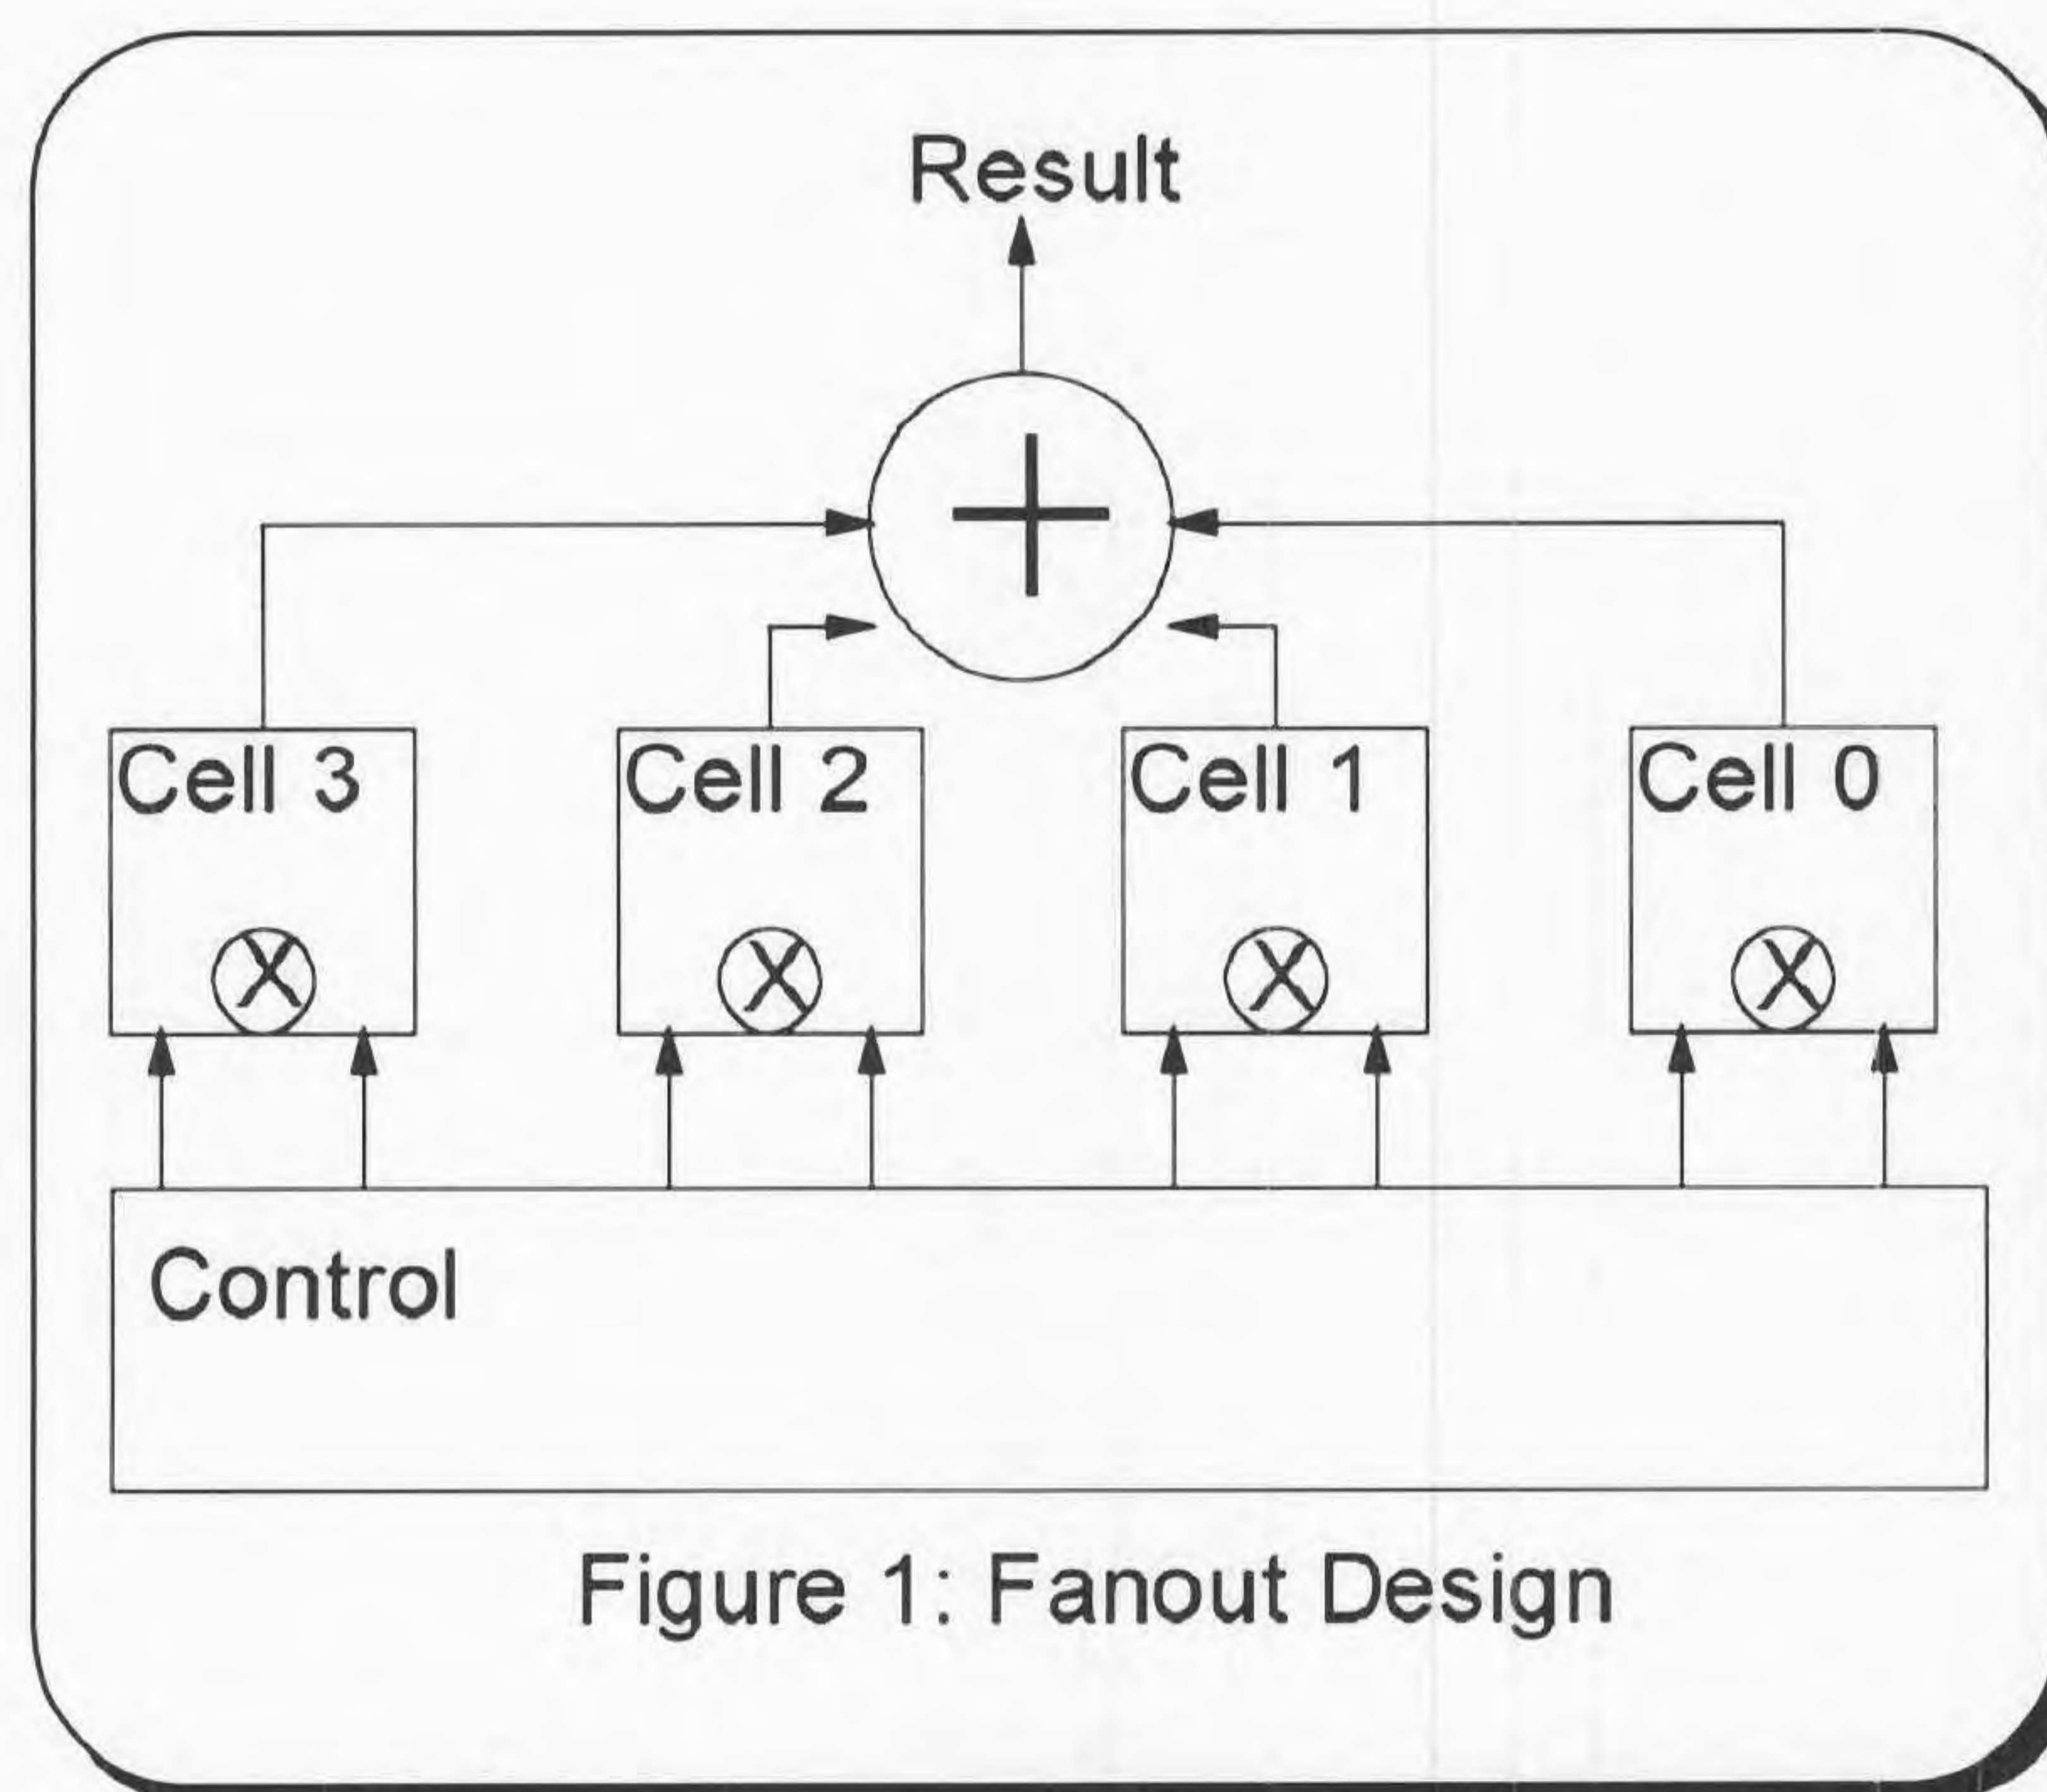 Result
+
Cell 3 Cell 2 Cell 1 Cell 0
X X X X
Control
Figure 1: Fanout Design